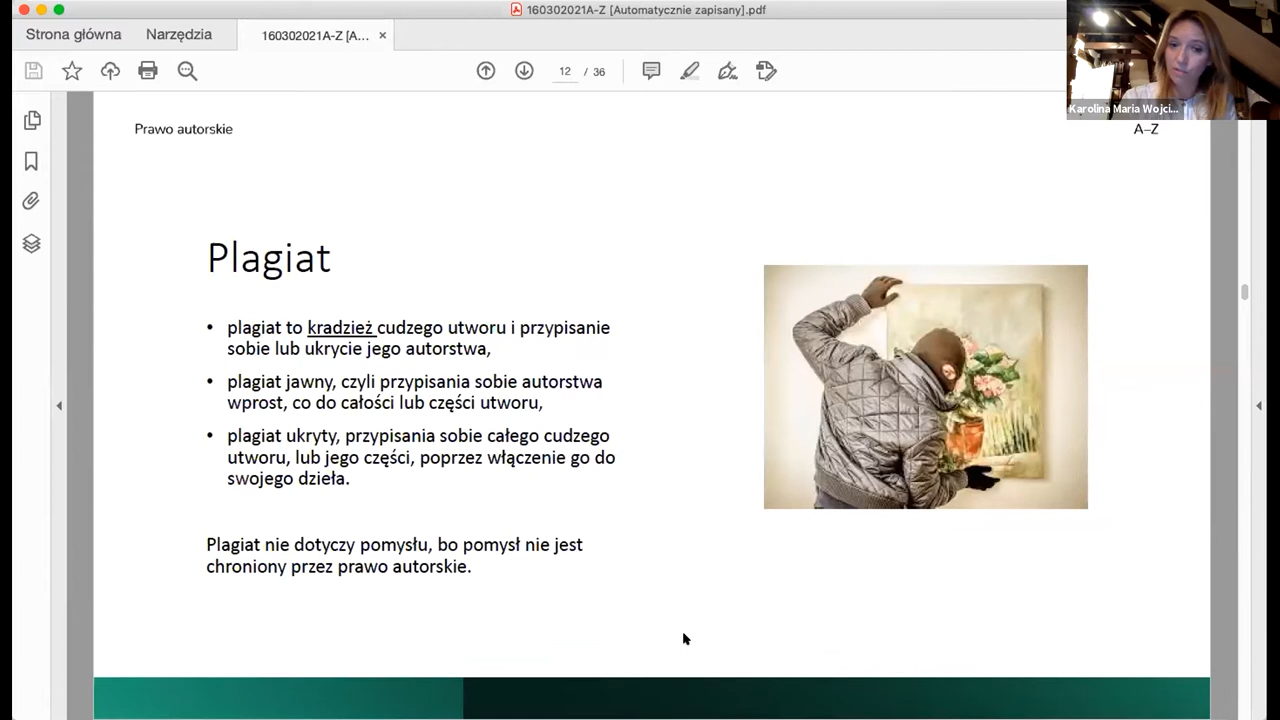 160302021A-Z [Automatycznie zapisany].pdf
Strona główna
Narzędzia
160302021A-Z [A...
12 / 36
Karolina Maria Wojci...
Prawo autorskie
A–Z
Plagiat
• plagiat to kradzież cudzego utworu i przypisanie
sobie lub ukrycie jego autorstwa,
• plagiat jawny, czyli przypisania sobie autorstwa
wprost, co do całości lub części utworu,
• plagiat ukryty, przypisania sobie całego cudzego
utworu, lub jego części, poprzez włączenie go do
swojego dzieła.
Plagiat nie dotyczy pomysłu, bo pomysł nie jest
chroniony przez prawo autorskie.